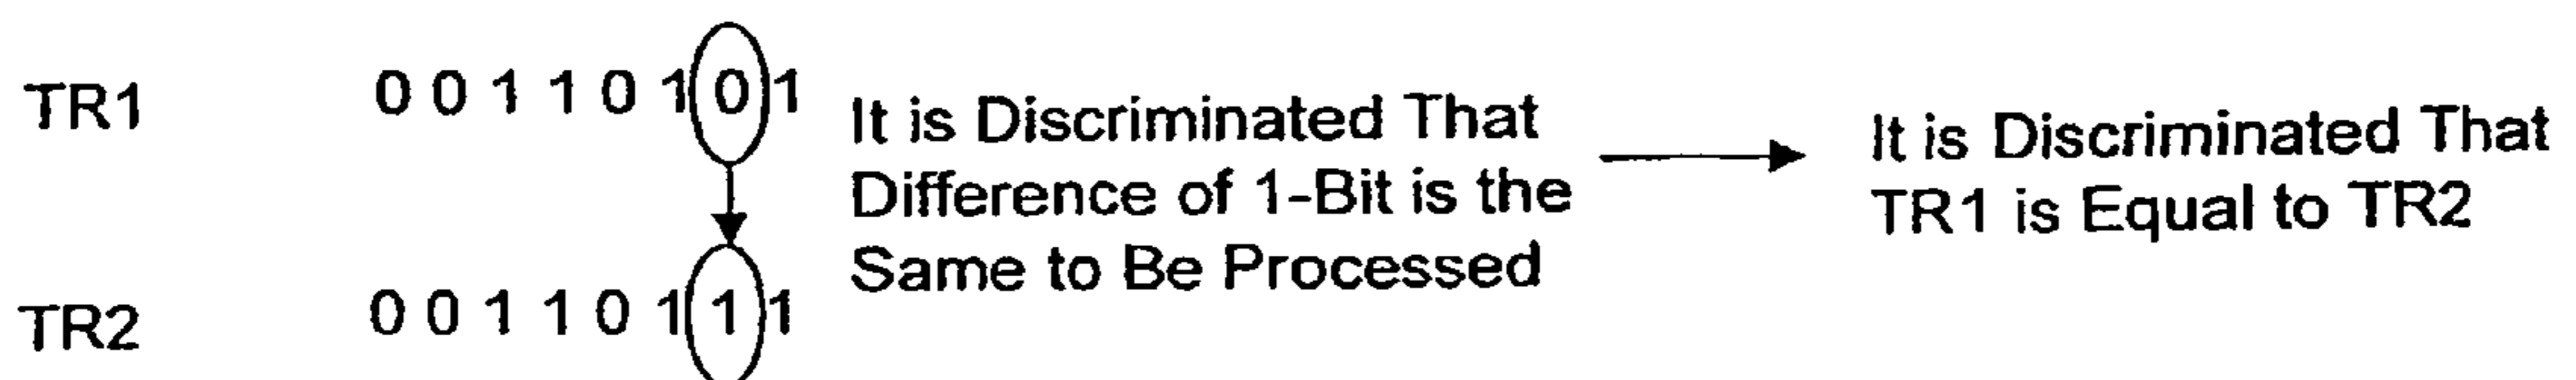 TR1 0 0 1 1 0 1 0 1
It is Discriminated That
Difference of 1-Bit is the
Same to Be Processed
It is Discriminated That
TR1 is Equal to TR2
TR2 0 0 1 1 0 1 1 1